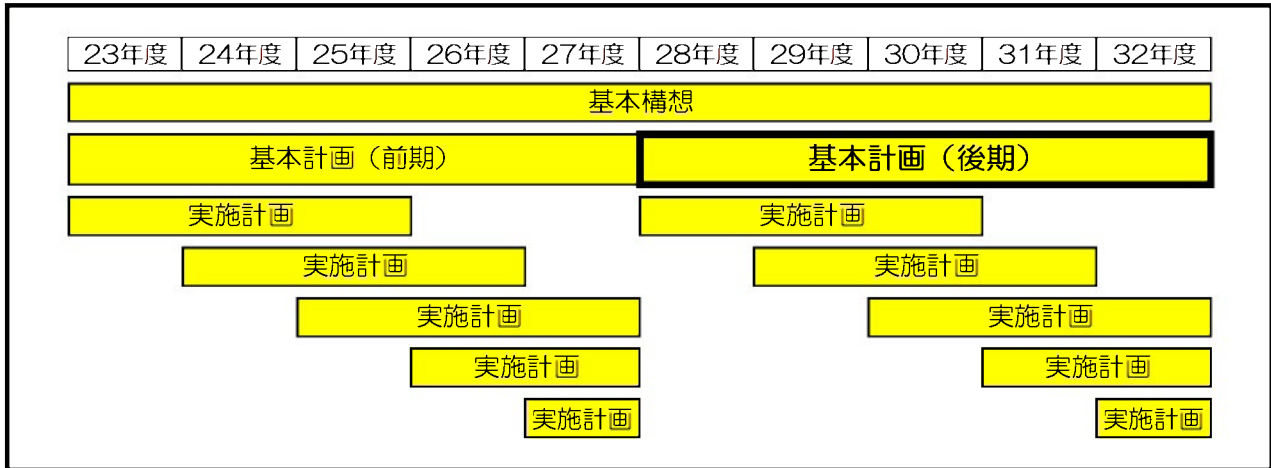 23年度 24年度 25年度 26年度 27年度 28年度 29年度 30年度 31年度 32年度
基本構想
基本計画（前期） 基本計画（後期）
実施計画 実施計画
実施計画 実施計画
実施計画 実施計画
実施計画 実施計画
実施計画 実施計画